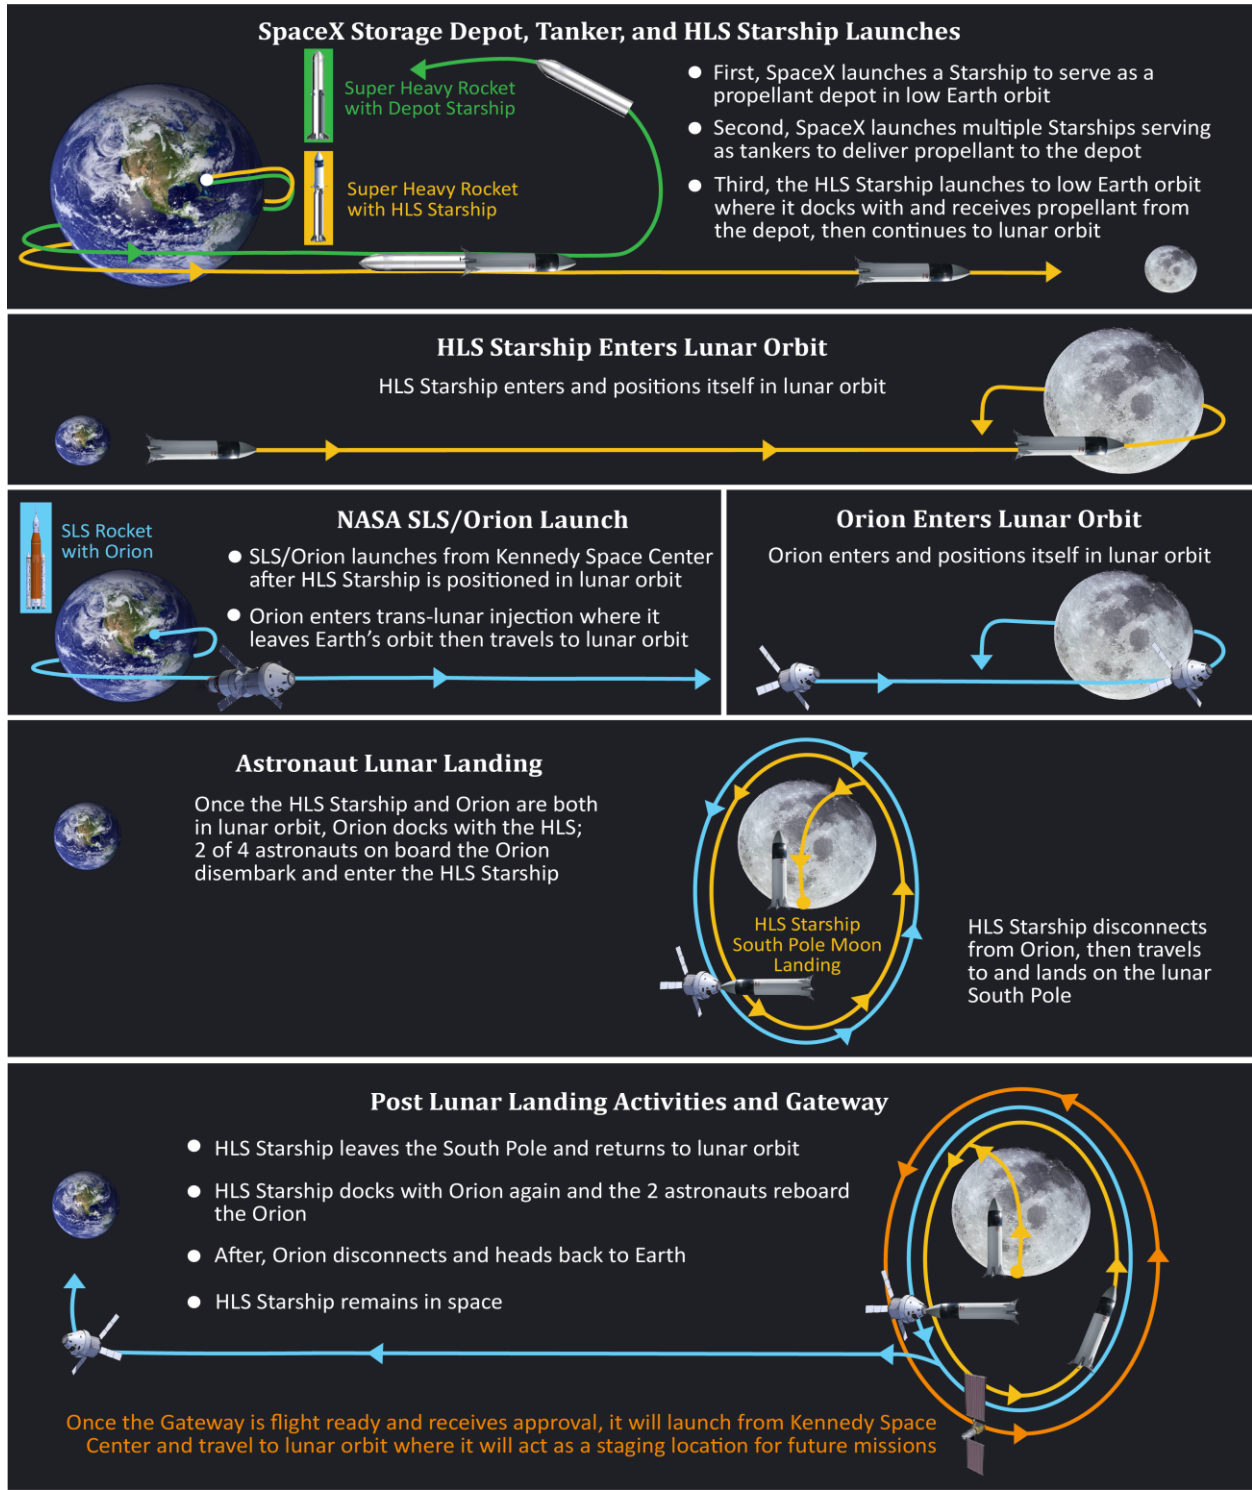 SpaceX Storage Depot, Tanker, and HLS Starship Launches
Super Heavy Rocket
with Depot Starship
Super Heavy Rocket
with HLS Starship
● First, SpaceX launches a Starship to serve as a
propellant depot in low Earth orbit
● Second, SpaceX launches multiple Starships serving
as tankers to deliver propellant to the depot
● Third, the HLS Starship launches to low Earth orbit
where it docks with and receives propellant from
the depot, then continues to lunar orbit
HLS Starship Enters Lunar Orbit
HLS Starship enters and positions itself in lunar orbit
SLS Rocket
with Orion
NASA SLS/Orion Launch
● SLS/Orion launches from Kennedy Space Center
after HLS Starship is positioned in lunar orbit
● Orion enters trans-lunar injection where it
leaves Earth's orbit then travels to lunar orbit
Orion Enters Lunar Orbit
Orion enters and positions itself in lunar orbit
Astronaut Lunar Landing
Once the HLS Starship and Orion are both
in lunar orbit, Orion docks with the HLS;
2 of 4 astronauts on board the Orion
disembark and enter the HLS Starship
HLS Starship
South Pole Moon
Landing
HLS Starship disconnects
from Orion, then travels
to and lands on the lunar
South Pole
Post Lunar Landing Activities and Gateway
● HLS Starship leaves the South Pole and returns to lunar orbit
● HLS Starship docks with Orion again and the 2 astronauts reboard
the Orion
● After, Orion disconnects and heads back to Earth
● HLS Starship remains in space
Once the Gateway is flight ready and receives approval, it will launch from Kennedy Space
Center and travel to lunar orbit where it will act as a staging location for future missions